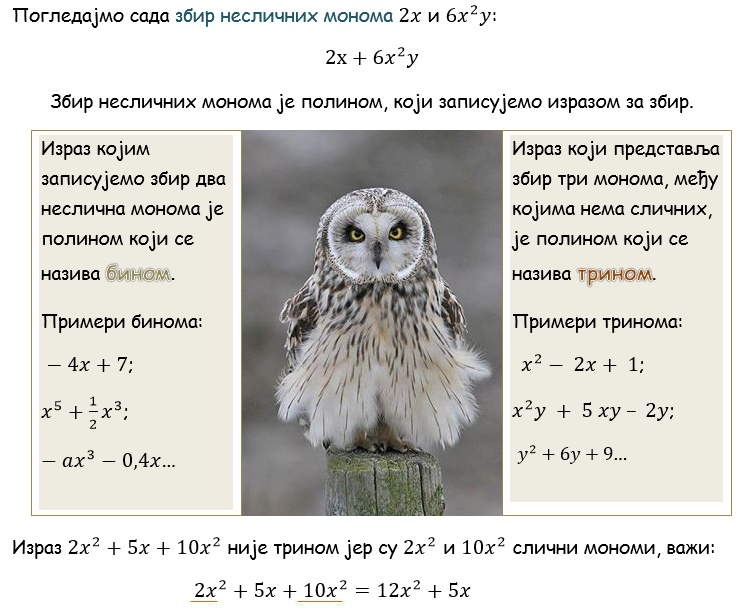 Погледајмо сада збир несличних монома 2x и 6x²y:
2x + 6x²y
Збир несличних монома је полином, који записујемо изразом за збир.
Израз којим
записујемо збир два
неслична монома је
полином који се
назива бином.
Примери бинома:
− 4x + 7;
x⁵ + 1/2 x³;
− ax³ − 0,4x...
Израз који представља
збир три монома, међу
којима нема сличних,
је полином који се
назива трином.
Примери тринома:
x² − 2x + 1;
x²y + 5 xy – 2y;
y² + 6y + 9...
Израз 2x² + 5x + 10x² није трином јер су 2x² и 10x² слични мономи, важи:
2x² + 5x + 10x² = 12x² + 5x